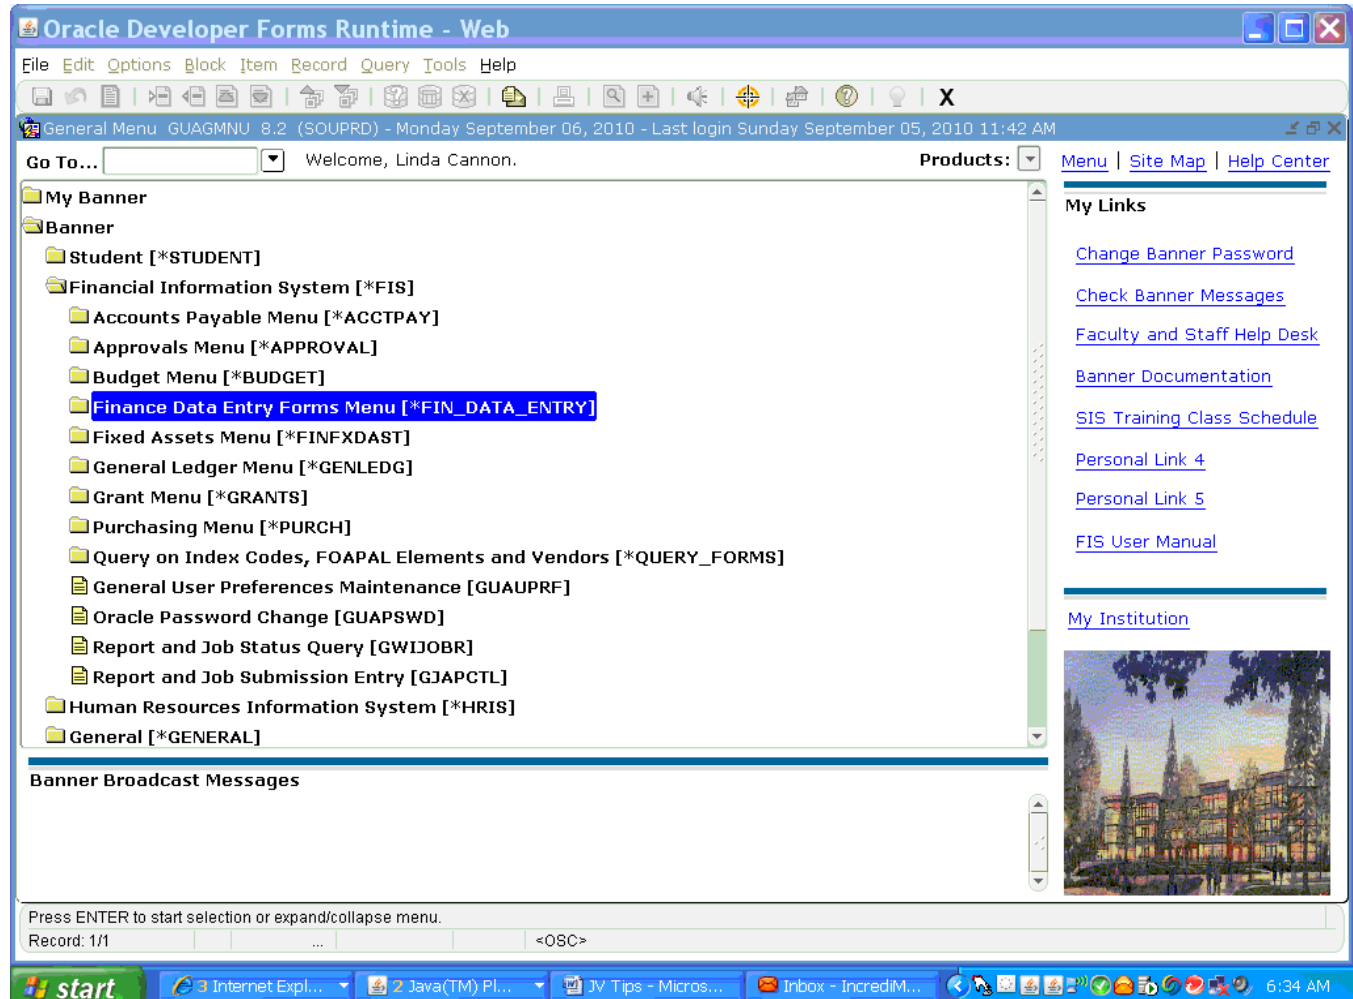 Oracle Developer Forms Runtime - Web
File Edit Options Block Item Record Query Tools Help
X
General Menu GUAGMNU 8.2 (SOUPRD) - Monday September 06, 2010 - Last login Sunday September 05, 2010 11:42 AM
Go To... Welcome, Linda Cannon. Products: Menu | Site Map | Help Center
My Banner
Banner
Student [*STUDENT]
Financial Information System [*FIS]
Accounts Payable Menu [*ACCTPAY]
Approvals Menu [*APPROVAL]
Budget Menu [*BUDGET]
Finance Data Entry Forms Menu [*FIN_DATA_ENTRY]
Fixed Assets Menu [*FINFXDAST]
General Ledger Menu [*GENLEDG]
Grant Menu [*GRANTS]
Purchasing Menu [*PURCH]
Query on Index Codes, FOAPAL Elements and Vendors [*QUERY_FORMS]
General User Preferences Maintenance [GUAUPRF]
Oracle Password Change [GUAPSWD]
Report and Job Status Query [GWIJOBR]
Report and Job Submission Entry [GJAPCTL]
Human Resources Information System [*HRIS]
General [*GENERAL]
My Links
Change Banner Password
Check Banner Messages
Faculty and Staff Help Desk
Banner Documentation
SIS Training Class Schedule
Personal Link 4
Personal Link 5
FIS User Manual
My Institution
Banner Broadcast Messages
Press ENTER to start selection or expand/collapse menu.
Record: 1/1 ... <OSC>
start 3 Internet Expl... 2 Java(TM) Pl... JV Tips - Micros... Inbox - IncrediM... 6:34 AM